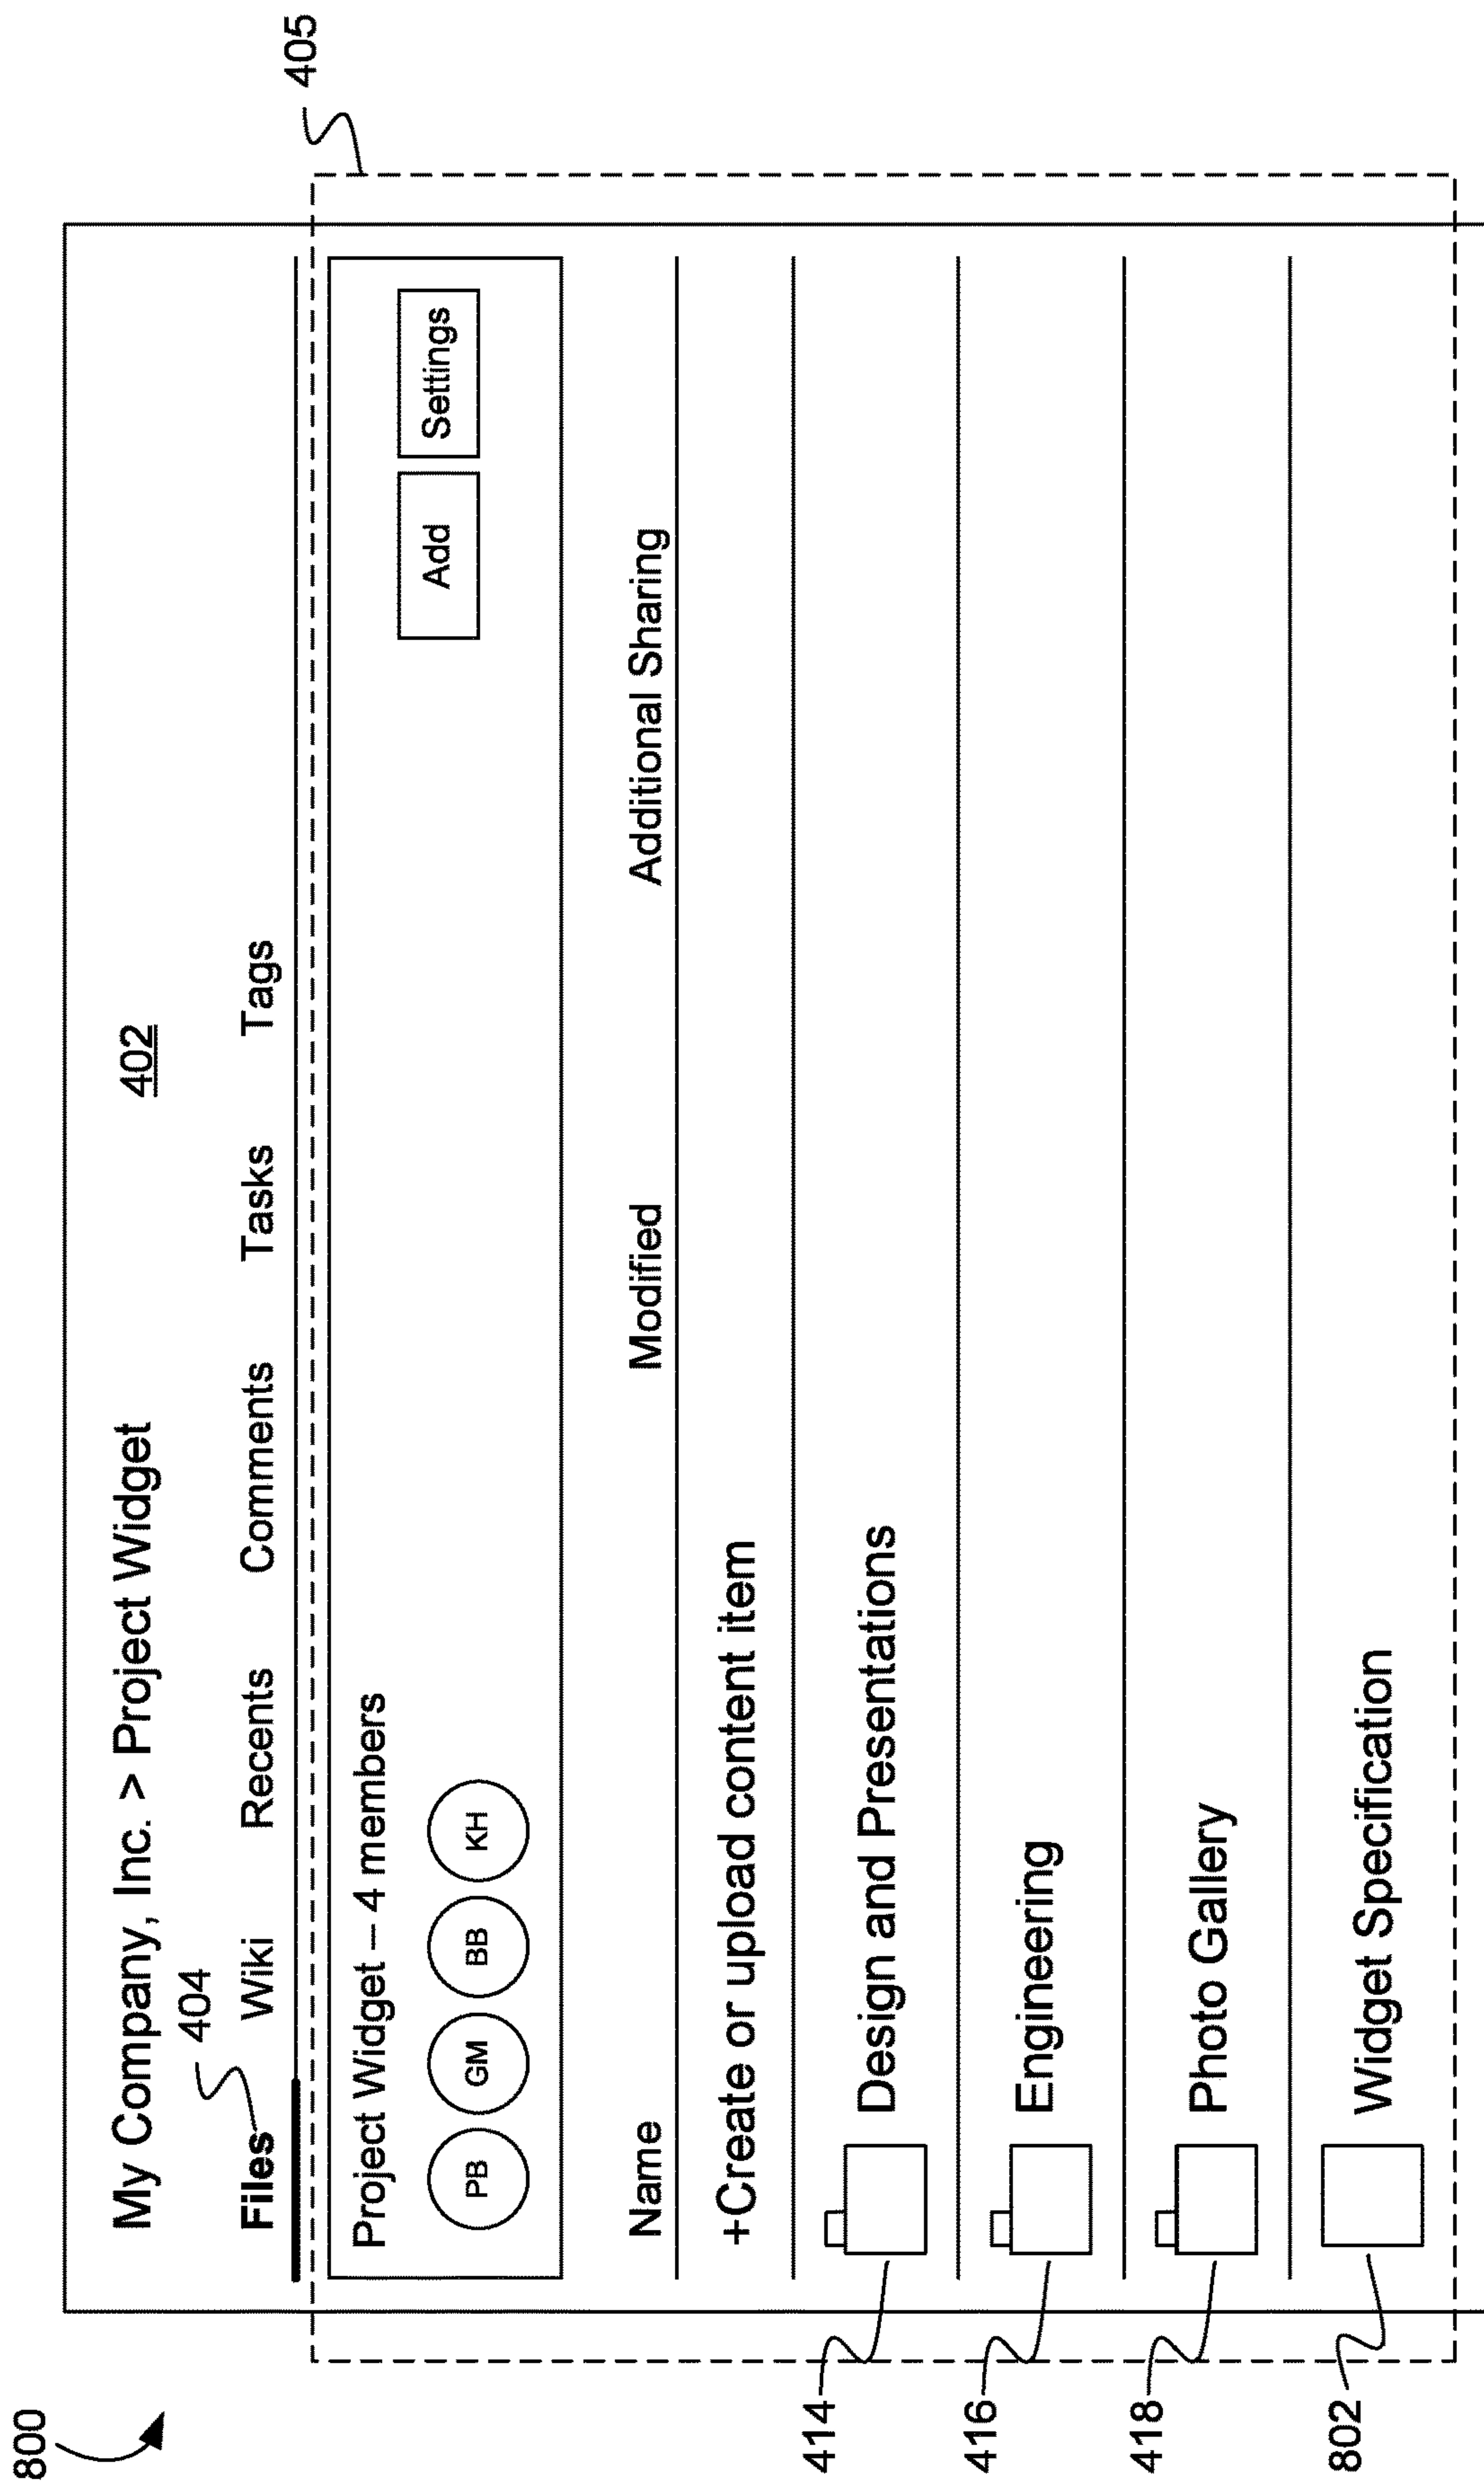 800
My Company, Inc. > Project Widget
402
404
405
Files Wiki Recents Comments Tasks Tags
Project Widget – 4 members
PB GM BB KH
Add Settings
Name Modified Additional Sharing
+Create or upload content item
414 Design and Presentations
416 Engineering
418 Photo Gallery
802 Widget Specification